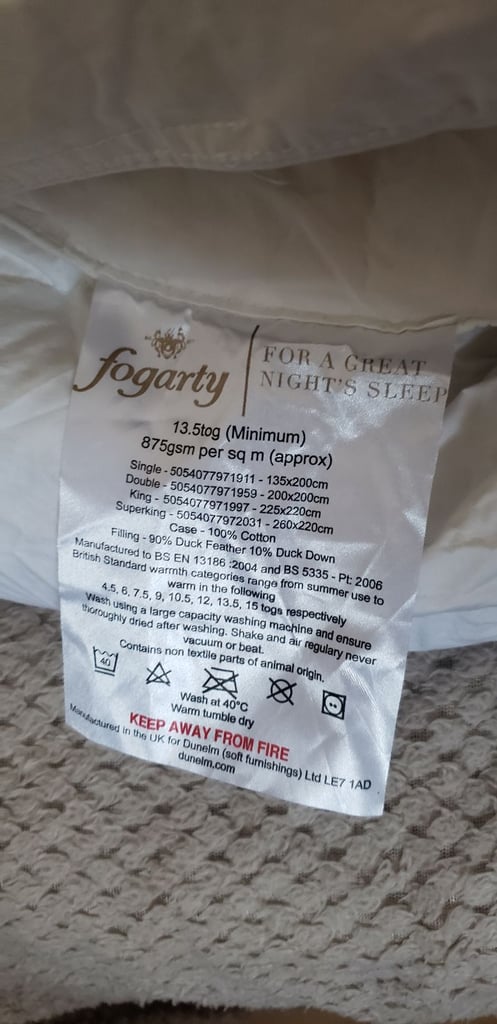 fogarty
FOR A GREAT
NIGHT'S SLEEP
13.5tog (Minimum)
875gsm per sq m (approx)
Single - 5054077971911 - 135x200cm
Double - 5054077971959 - 200x200cm
King - 5054077971997 - 225x220cm
Superking - 5054077972031 - 260x220cm
Case - 100% Cotton
Filling - 90% Duck Feather 10% Duck Down
Manufactured to BS EN 13186 :2004 and BS 5335 - Pt: 2006
British Standard warmth categories range from summer use to
warm in the following
4.5, 6, 7.5, 9, 10.5, 12, 13.5, 15 togs respectively
Wash using a large capacity washing machine and ensure
thoroughly dried after washing. Shake and air regulary never
vacuum or beat.
Contains non textile parts of animal origin.
40
Wash at 40°C
Warm tumble dry
KEEP AWAY FROM FIRE
Manufactured in the UK for Dunelm (soft furnishings) Ltd LE7 1AD
dunelm.com